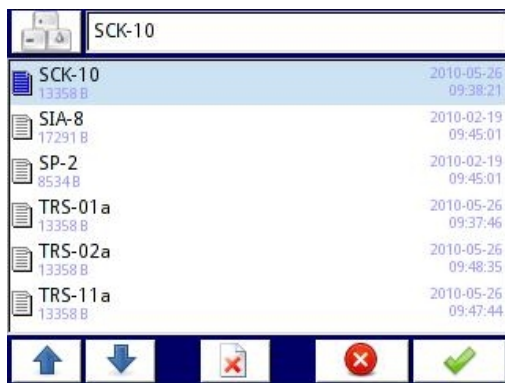 SCK-10
SCK-10 2010-05-26
13358 B 09:38:21
SIA-8 2010-02-19
17291 B 09:45:01
SP-2 2010-02-19
8534 B 09:45:01
TRS-01a 2010-05-26
13358 B 09:37:46
TRS-02a 2010-05-26
13358 B 09:48:35
TRS-11a 2010-05-26
13358 B 09:47:44